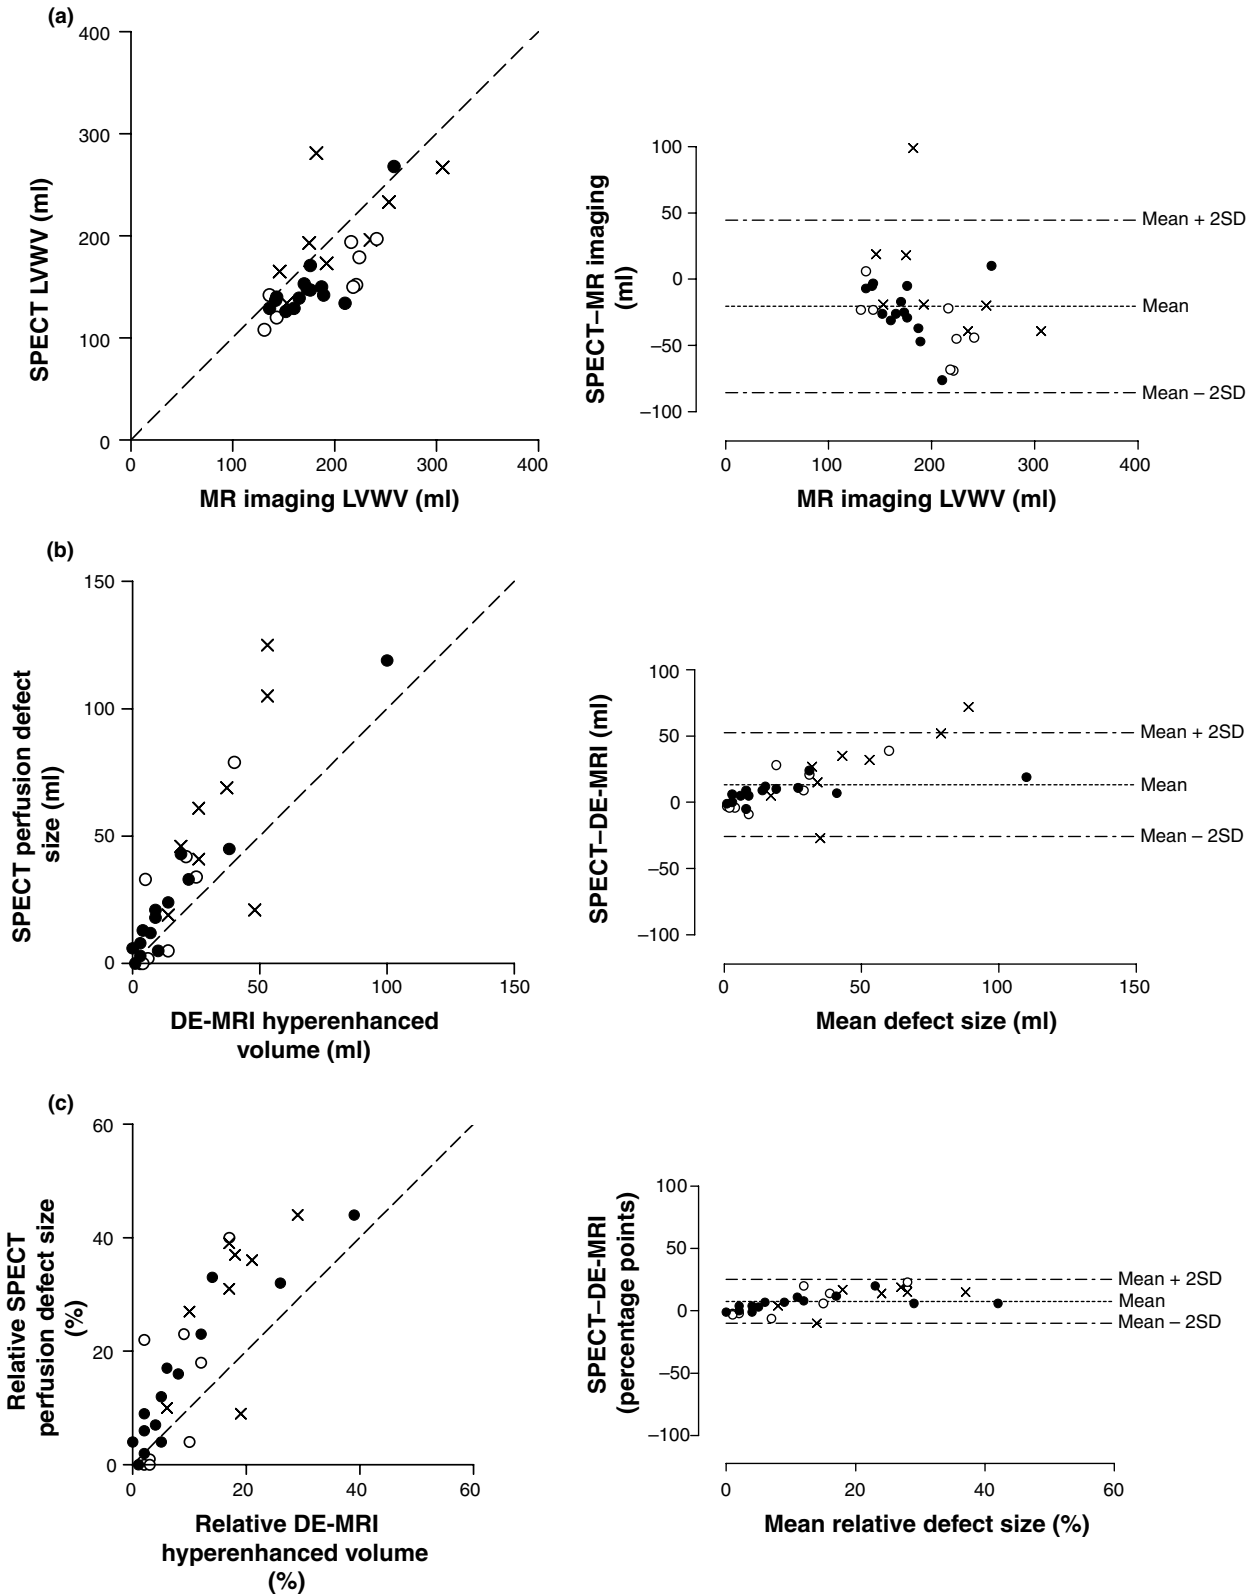 (a)
400
300
200
100
0
SPECT LVWV (ml)
0 100 200 300 400
MR imaging LVWV (ml)
100
50
0
–50
–100
SPECT–MR imaging
(ml)
Mean + 2SD
Mean
Mean – 2SD
0 100 200 300 400
MR imaging LVWV (ml)
(b)
150
100
50
0
SPECT perfusion defect
size (ml)
0 50 100 150
DE-MRI hyperenhanced
volume (ml)
100
50
0
–50
–100
SPECT–DE-MRI (ml)
Mean + 2SD
Mean
Mean – 2SD
0 50 100 150
Mean defect size (ml)
(c)
60
40
20
0
Relative SPECT
perfusion defect size
(%)
0 20 40 60
Relative DE-MRI
hyperenhanced volume
(%)
100
50
0
–50
–100
SPECT–DE-MRI
(percentage points)
Mean + 2SD
Mean
Mean – 2SD
0 20 40 60
Mean relative defect size (%)